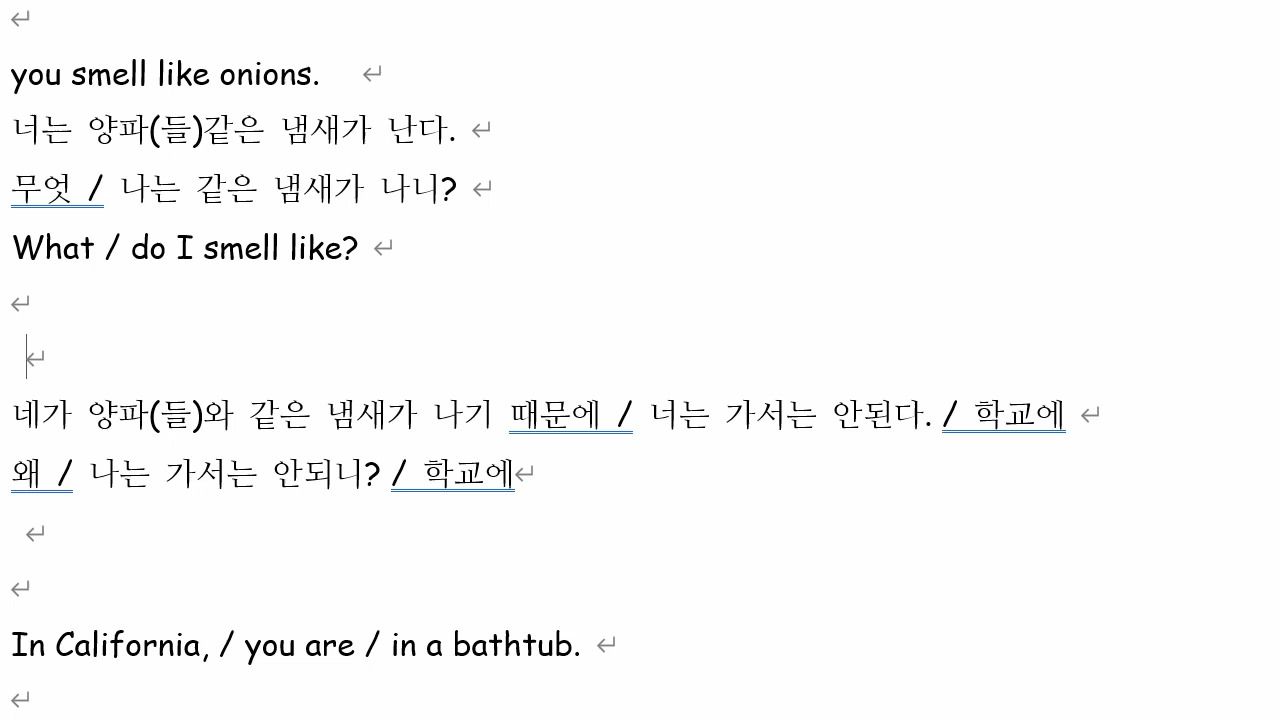 you smell like onions.
너는 양파(들)같은 냄새가 난다.
무엇 / 나는 같은 냄새가 나니?
What / do I smell like?
네가 양파(들)와 같은 냄새가 나기 때문에 / 너는 가서는 안된다. / 학교에
왜 / 나는 가서는 안되니? / 학교에
In California, / you are / in a bathtub.